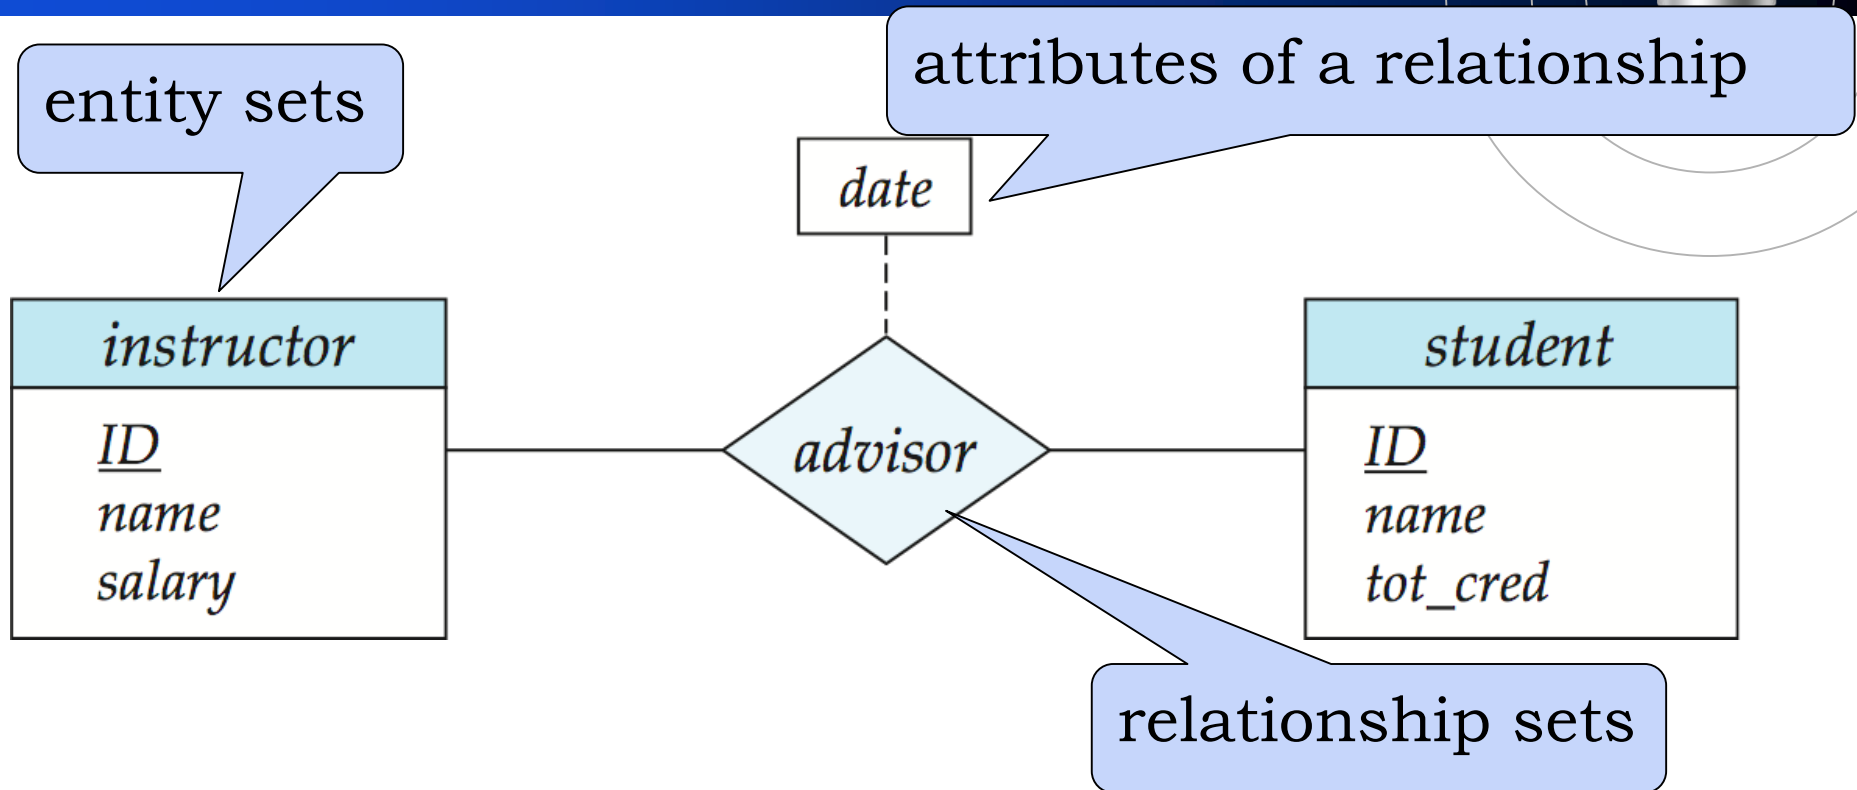 attributes of a relationship
entity sets
date
instructor
ID
name
salary
advisor
student
ID
name
tot_cred
relationship sets